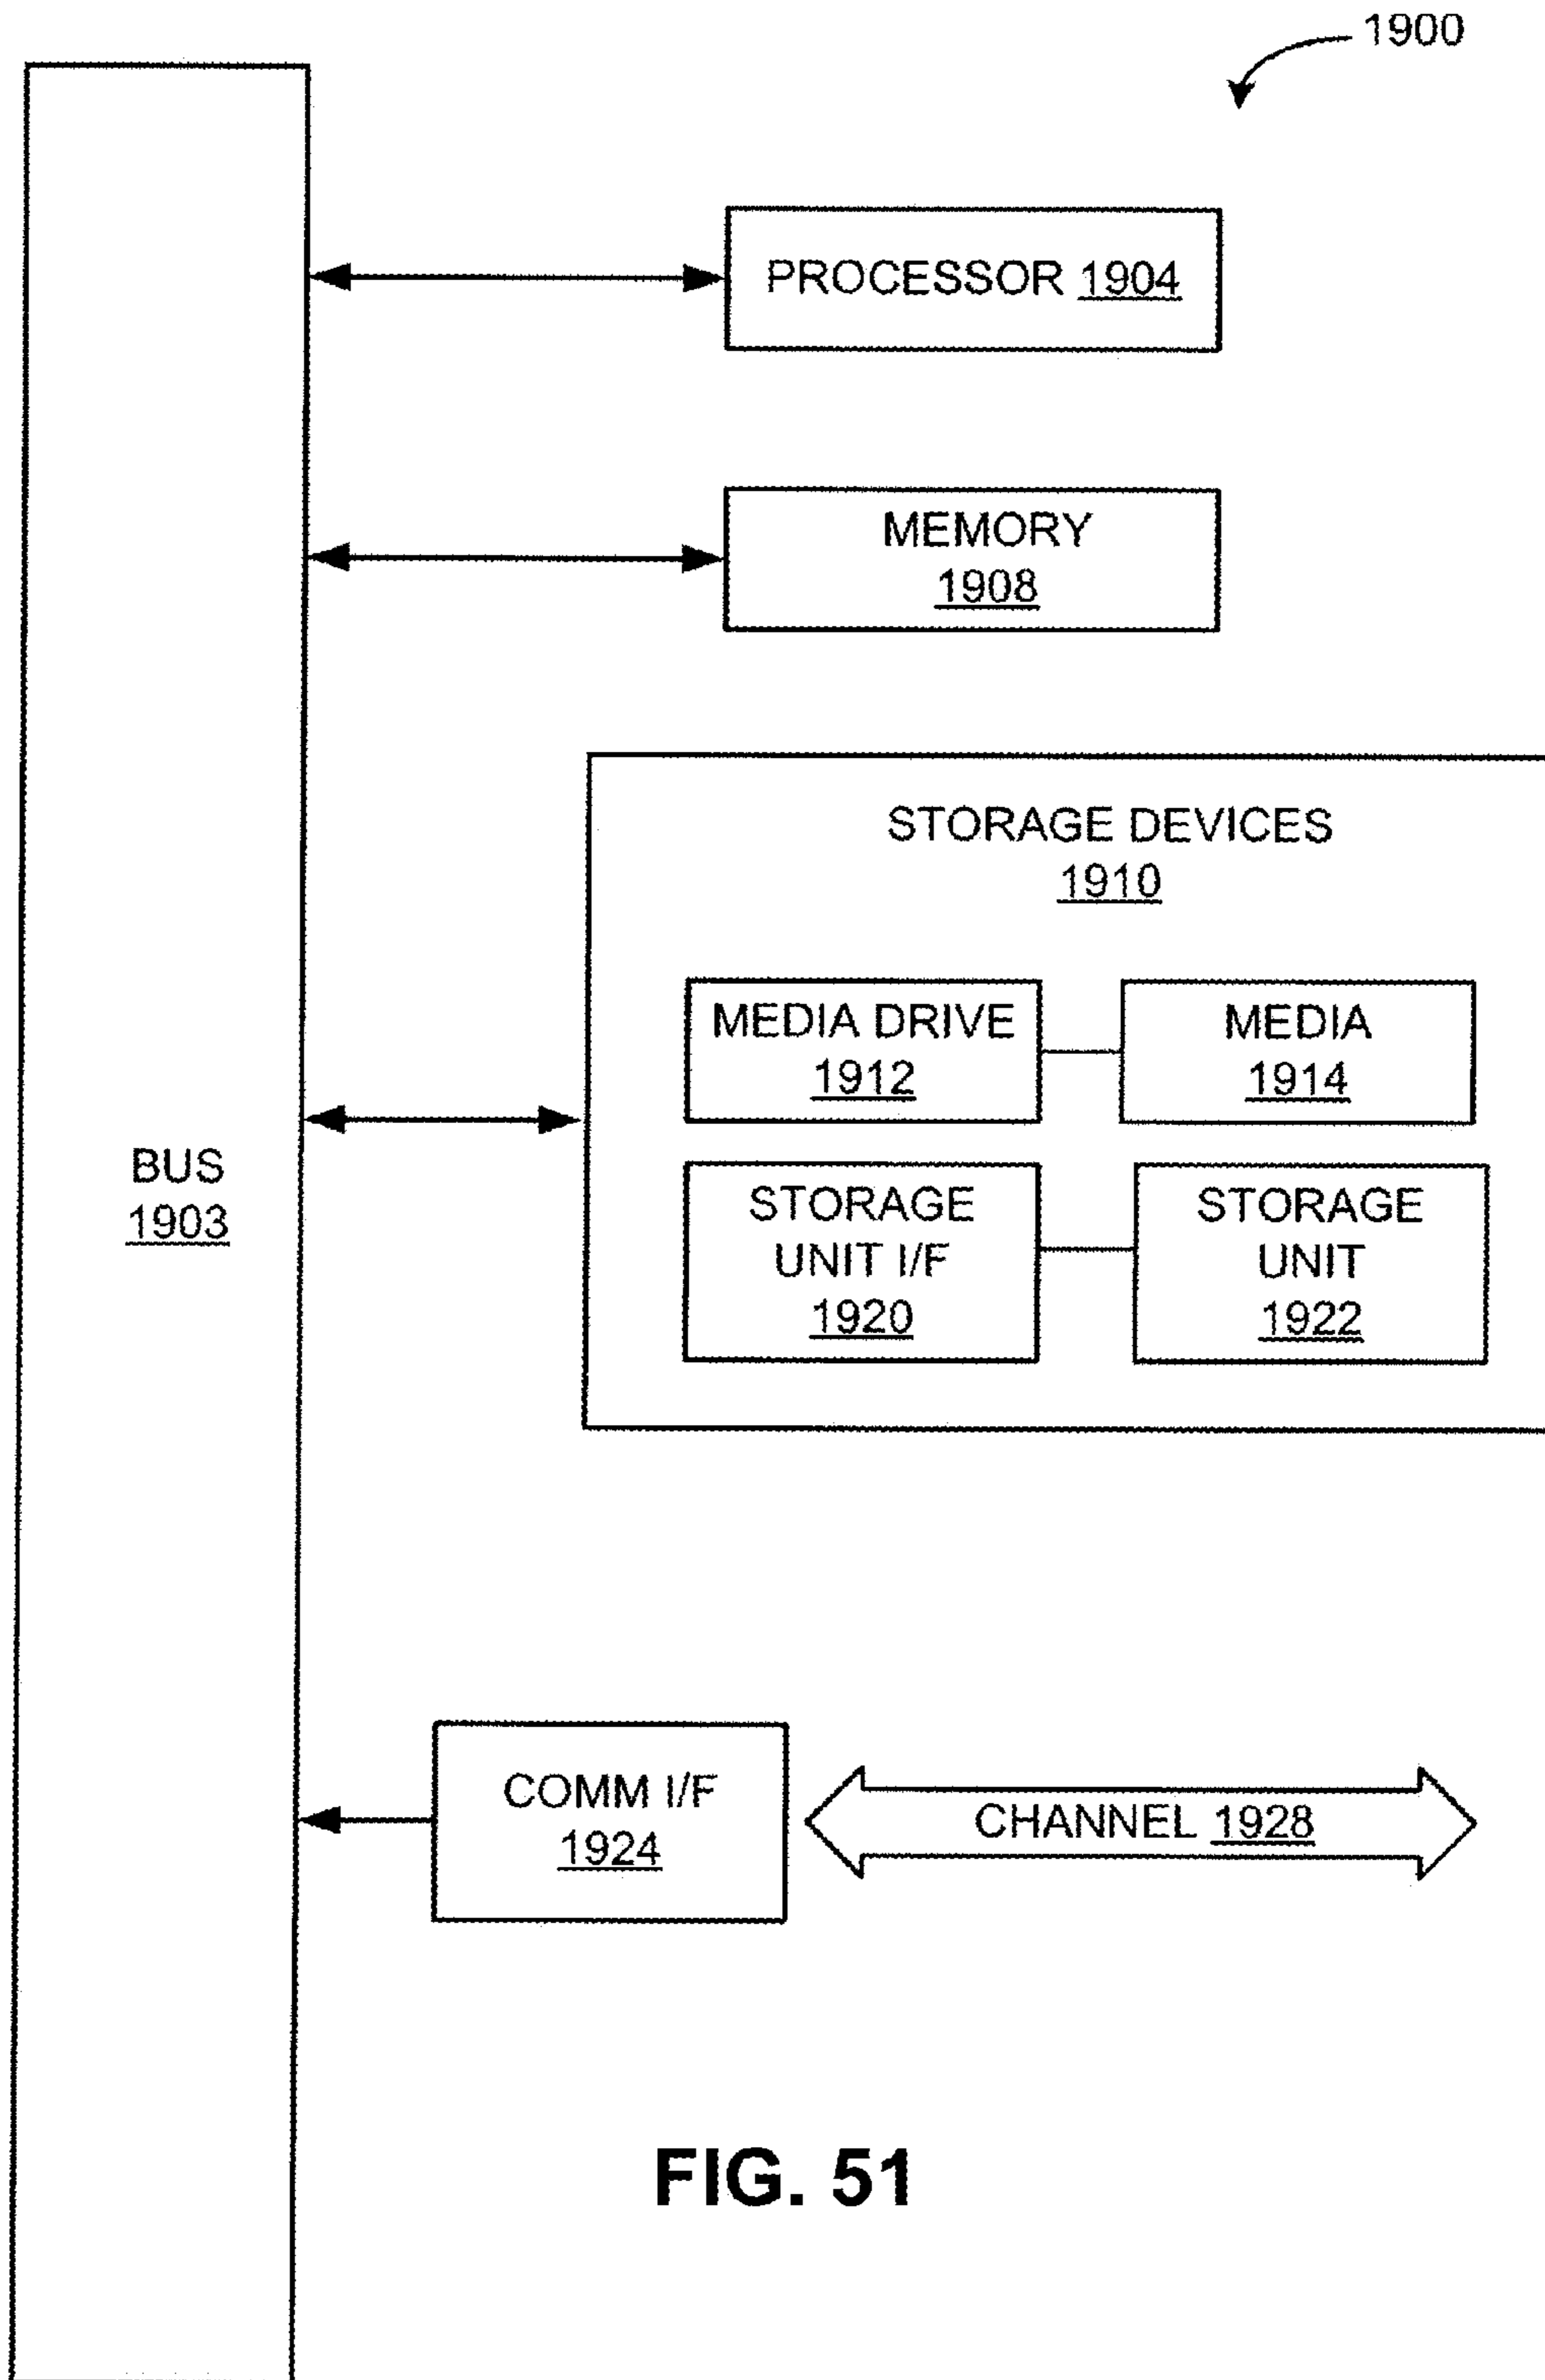 1900
PROCESSOR 1904
MEMORY
1908
STORAGE DEVICES
1910
MEDIA DRIVE
1912
MEDIA
1914
BUS
1903
STORAGE
UNIT I/F
1920
STORAGE
UNIT
1922
COMM I/F
1924
CHANNEL 1928
FIG. 51